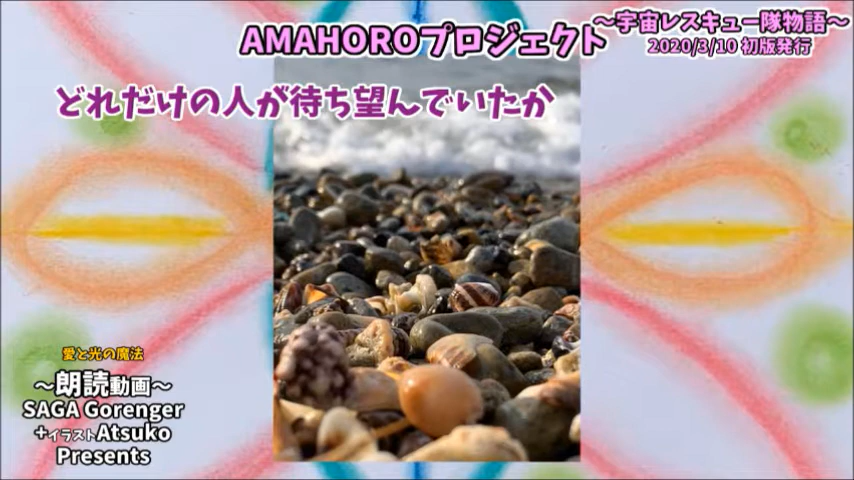 AMAHOROプロジェクト
～宇宙レスキュー隊物語～
2020/3/10 初版発行
どれだけの人が待ち望んでいたか
愛と光の魔法
～朗読動画～
SAGA Gorenger
+イラストAtsuko
Presents